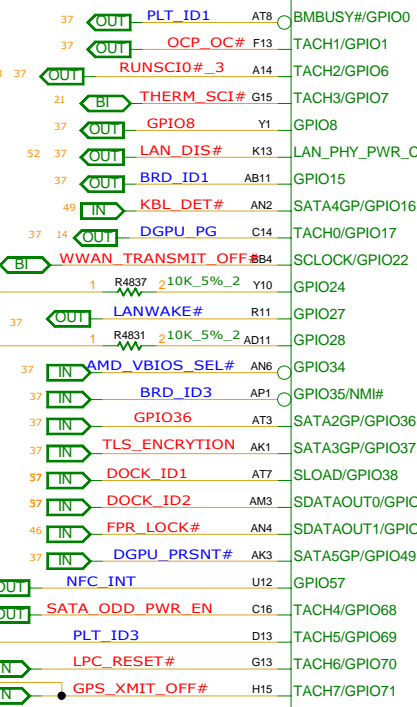 37 OUT PLT_ID1 AT8 BMBUSY#/GPIO0
37 OUT OCP_OC# F13 TACH1/GPIO1
37 OUT RUNSCI0#_3 A14 TACH2/GPIO6
21 BI THERM_SCI# G15 TACH3/GPIO7
37 OUT GPIO8 Y1 GPIO8
52 37 OUT LAN_DIS# K13 LAN_PHY_PWR_C
37 OUT BRD_ID1 AB11 GPIO15
49 IN KBL_DET# AN2 SATA4GP/GPIO16
37 14 OUT DGPU_PG C14 TACH0/GPIO17
BI WWAN_TRANSMIT_OFF# BB4 SCLOCK/GPIO22
1 R4837 2 10K_5%_2 Y10 GPIO24
37 OUT LANWAKE# R11 GPIO27
1 R4831 2 10K_5%_2 AD11 GPIO28
37 IN AMD_VBIOS_SEL# AN6 GPIO34
37 IN BRD_ID3 AP1 GPIO35/NMI#
37 IN GPIO36 AT3 SATA2GP/GPIO36
37 IN TLS_ENCRYTION AK1 SATA3GP/GPIO37
37 IN DOCK_ID1 AT7 SLOAD/GPIO38
37 IN DOCK_ID2 AM3 SDATAOUT0/GPIO
46 IN FPR_LOCK# AN4 SDATAOUT1/GPIO
37 IN DGPU_PRSNT# AK3 SATA5GP/GPIO49
OUT NFC_INT U12 GPIO57
OUT SATA_ODD_PWR_EN C16 TACH4/GPIO68
PLT_ID3 D13 TACH5/GPIO69
N LPC_RESET# G13 TACH6/GPIO70
N GPS_XMIT_OFF# H15 TACH7/GPIO71